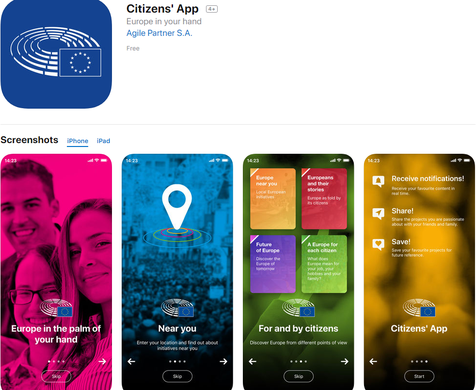 Citizens' App 4+
Europe in your hand
Agile Partner S.A.
Free
Screenshots iPhone iPad
14:23
Europe in the palm of
your hand
Skip
14:23
Near you
Enter your location and find out about
initiatives near you
Skip
14:23
Europe
near you
Local European
initiatives
Europeans
and their
stories
Europe as told by
its citizens
Future
of Europe
Discover the
Europe of
tomorrow
A Europe for
each citizen
What does
Europe mean for
your job, your
hobbies and your
family?
For and by citizens
Discover Europe from different points of view
Skip
14:23
Receive notifications!
Receive your favourite content in
real time.
Share!
Share the projects you are passionate
about with your friends and family.
Save!
Save your favourite projects for
future reference.
Citizens' App
Start